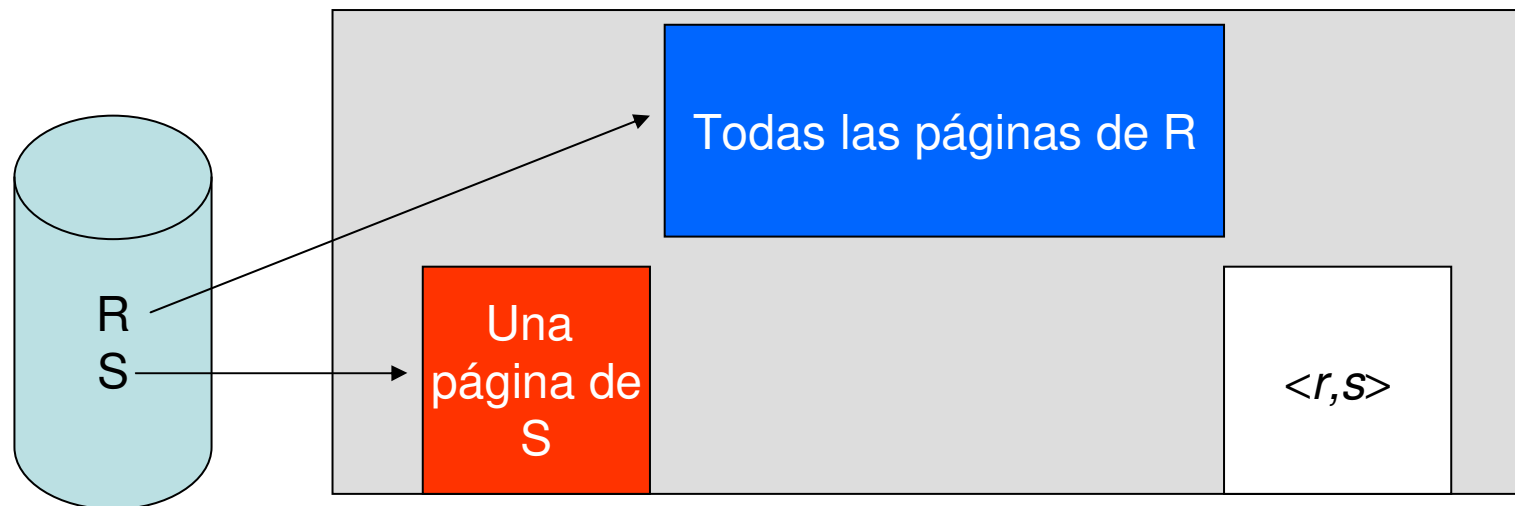 Todas las páginas de R
R
S
Una
página de
S
<r,s>